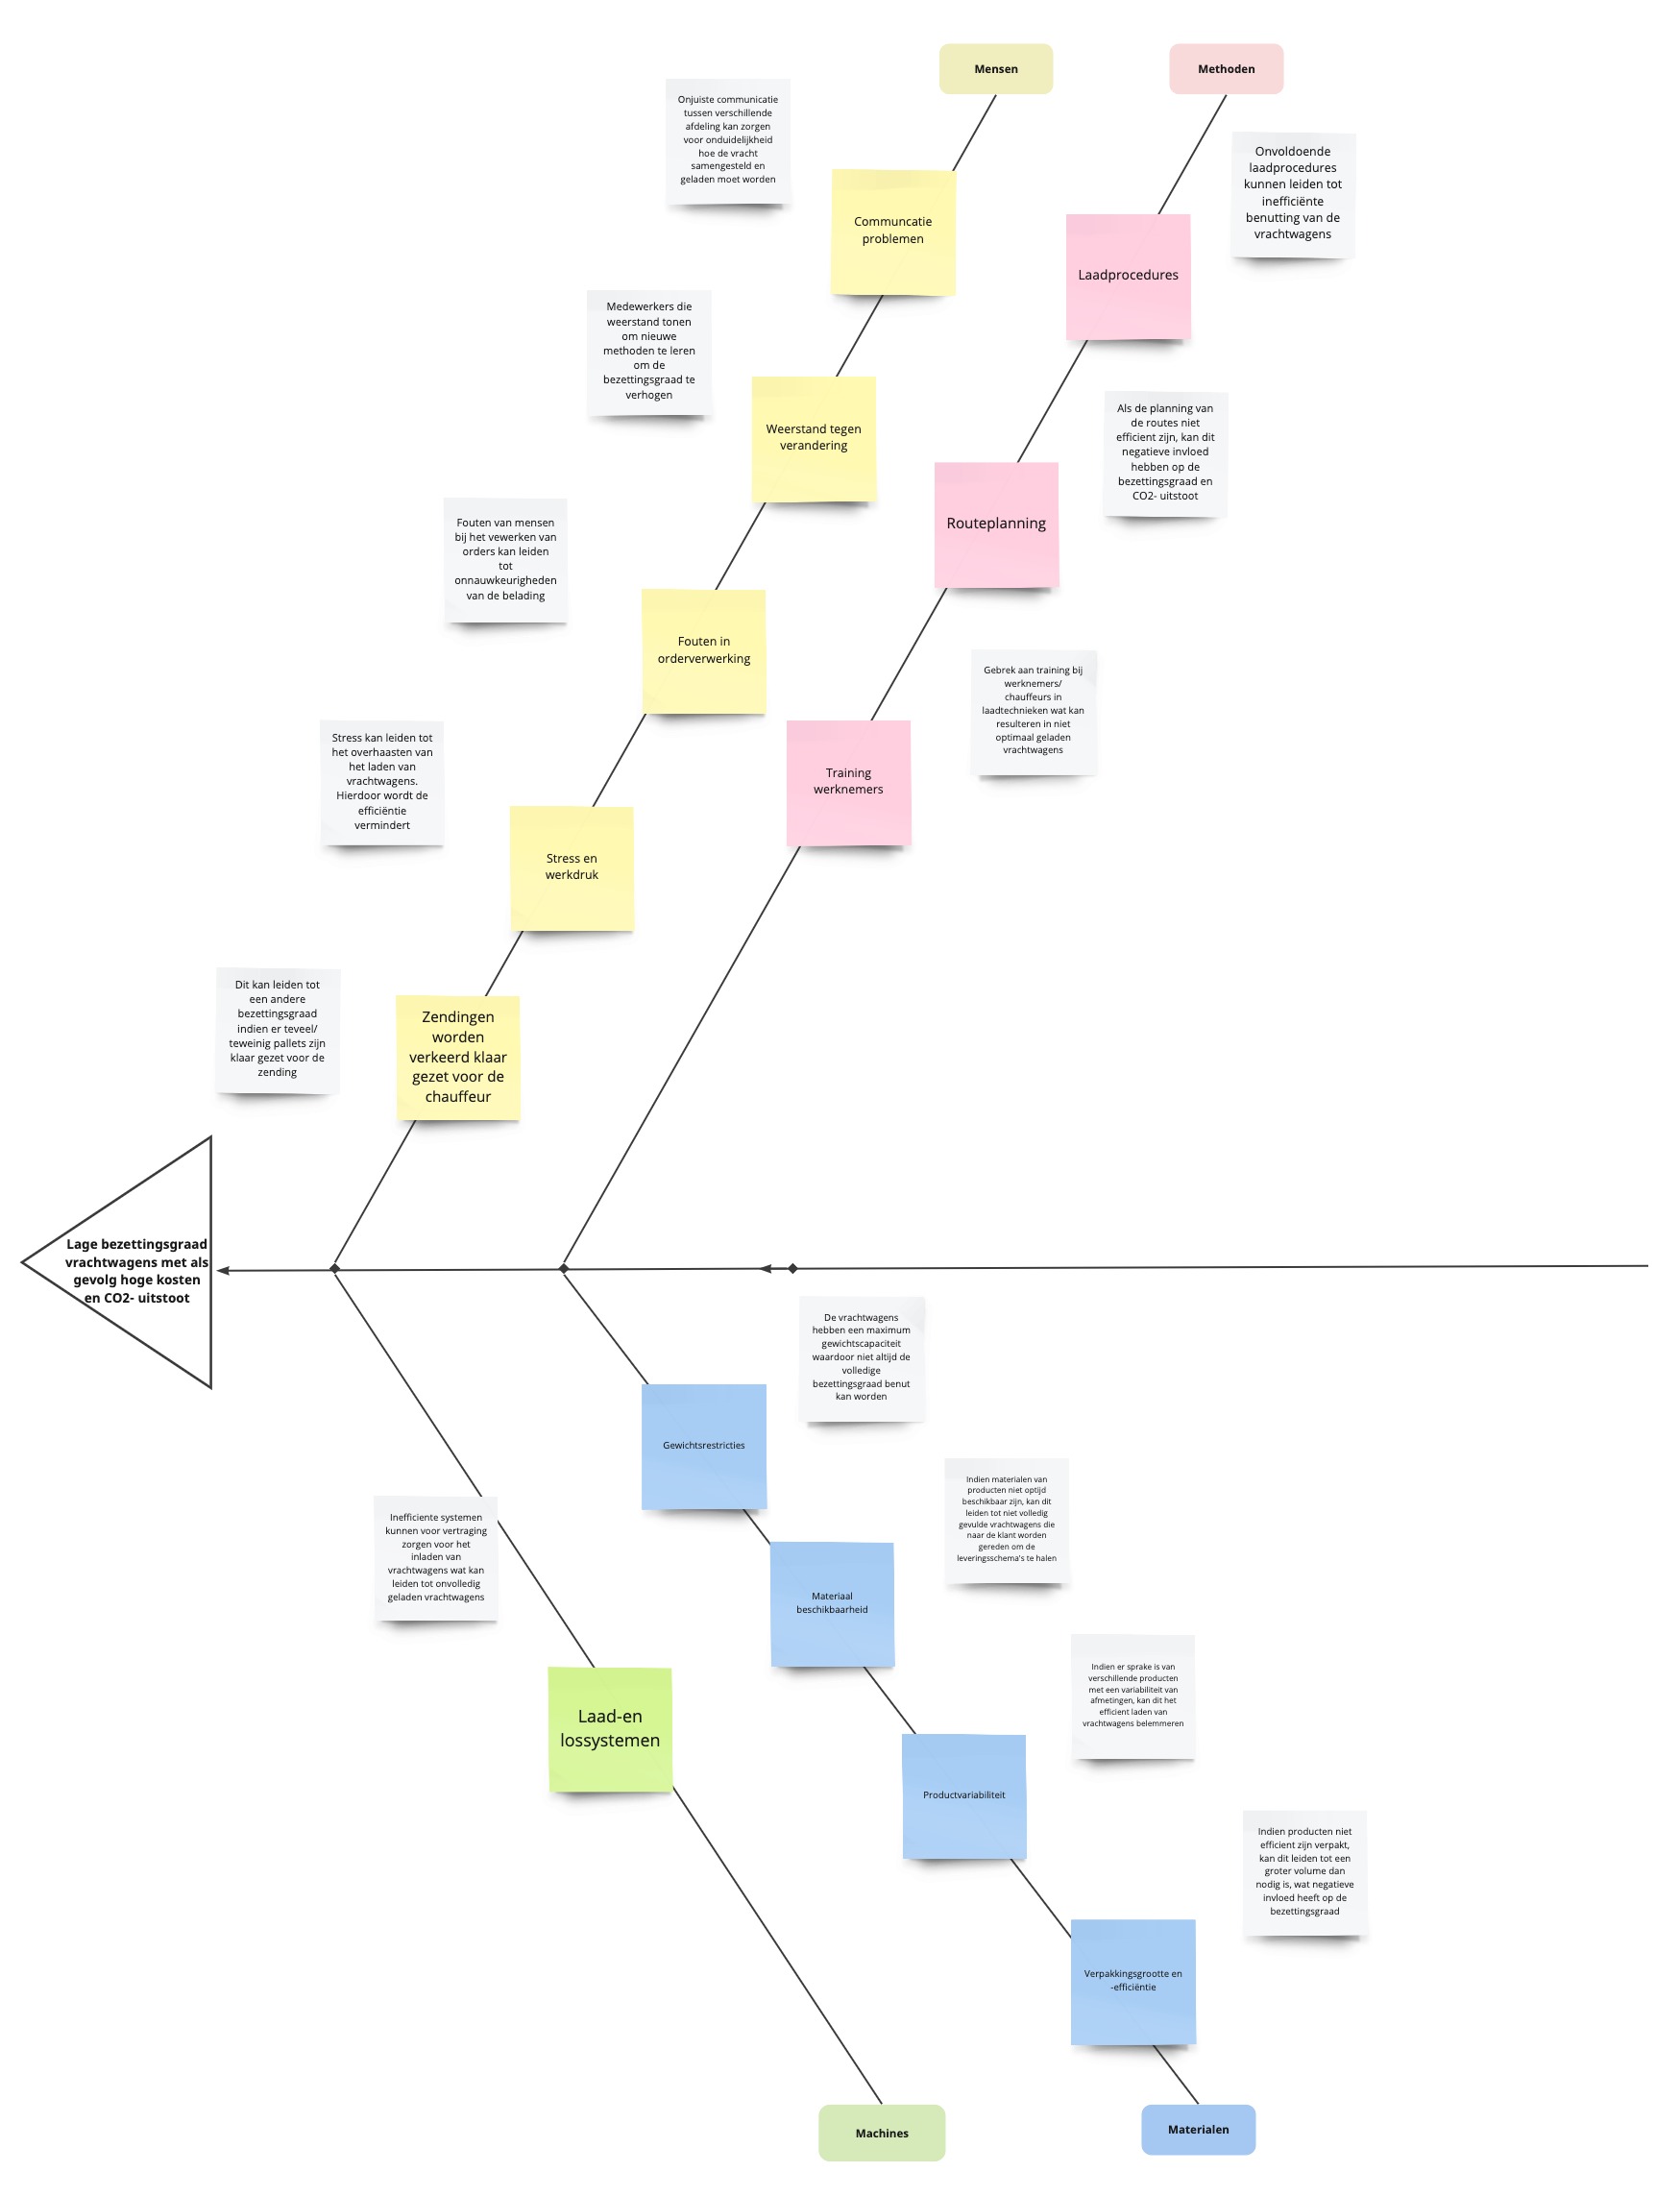 Mensen
Methoden
Onjuiste communicatie
tussen verschillende
afdeling kan zorgen
voor onduidelijkheid
hoe de vracht
samengesteld en
geladen moet worden
Communcatie
problemen
Onvoldoende
laadprocedures
kunnen leiden tot
inefficiënte
benutting van de
vrachtwagens
Laadprocedures
Medewerkers die
weerstand tonen
om nieuwe
methoden te leren
om de
bezettingsgraad te
verhogen
Weerstand tegen
verandering
Als de planning van
de routes niet
efficient zijn, kan dit
negatieve invloed
hebben op de
bezettingsgraad en
CO2- uitstoot
Routeplanning
Fouten van mensen
bij het vewerken van
orders kan leiden
tot
onnauwkeurigheden
van de belading
Fouten in
orderverwerking
Gebrek aan training bij
werknemers/
chauffeurs in
laadtechnieken wat kan
resulteren in niet
optimaal geladen
vrachtwagens
Training
werknemers
Stress kan leiden tot
het overhaasten van
het laden van
vrachtwagens.
Hierdoor wordt de
efficiëntie
vermindert
Stress en
werkdruk
Dit kan leiden tot
een andere
bezettingsgraad
indien er teveel/
teweinig pallets zijn
klaar gezet voor de
zending
Zendingen
worden
verkeerd klaar
gezet voor de
chauffeur
Lage bezettingsgraad
vrachtwagens met als
gevolg hoge kosten
en CO2- uitstoot
De vrachtwagens
hebben een maximum
gewichtscapaciteit
waardoor niet altijd de
volledige
bezettingsgraad benut
kan worden
Gewichtsrestricties
Indien materialen van
producten niet optijd
beschikbaar zijn, kan dit
leiden tot niet volledig
gevulde vrachtwagens die
naar de klant worden
gereden om de
leveringsschema's te halen
Materiaal
beschikbaarheid
Inefficiente systemen
kunnen voor vertraging
zorgen voor het
inladen van
vrachtwagens wat kan
leiden tot onvolledig
geladen vrachtwagens
Laad-en
lossystemen
Indien er sprake is van
verschillende producten
met een variabiliteit van
afmetingen, kan dit het
efficient laden van
vrachtwagens belemmeren
Productvariabiliteit
Indien producten niet
efficient zijn verpakt,
kan dit leiden tot een
groter volume dan
nodig is, wat negatieve
invloed heeft op de
bezettingsgraad
Verpakkingsgrootte en
-efficiëntie
Machines
Materialen